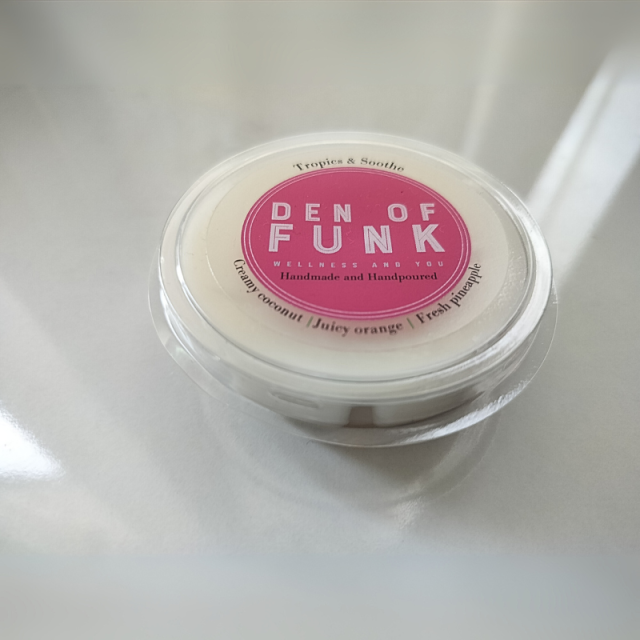 Tropics & Soothe
DEN OF
FUNK
WELLNESS AND YOU
Handmade and Handpoured
Creamy coconut | Juicy orange | Fresh pineapple